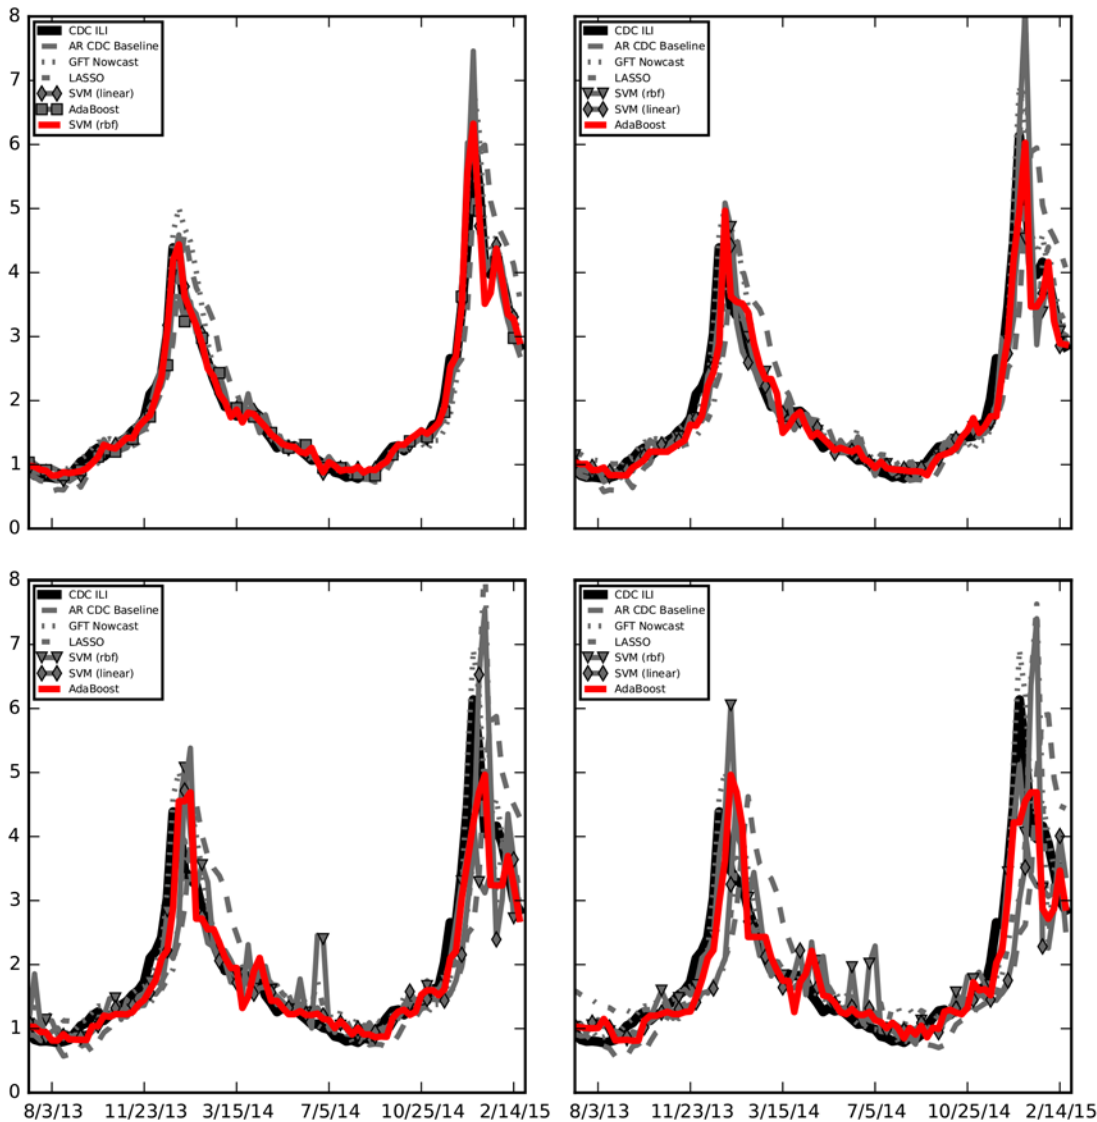 8
7
6
5
4
3
2
1
0
CDC ILI
AR CDC Baseline
GFT Nowcast
LASSO
SVM (linear)
AdaBoost
SVM (rbf)
CDC ILI
AR CDC Baseline
GFT Nowcast
LASSO
SVM (rbf)
SVM (linear)
AdaBoost
8
7
6
5
4
3
2
1
0
CDC ILI
AR CDC Baseline
GFT Nowcast
LASSO
SVM (rbf)
SVM (linear)
AdaBoost
8/3/13 11/23/13 3/15/14 7/5/14 10/25/14 2/14/15
CDC ILI
AR CDC Baseline
GFT Nowcast
LASSO
SVM (rbf)
SVM (linear)
AdaBoost
8/3/13 11/23/13 3/15/14 7/5/14 10/25/14 2/14/15